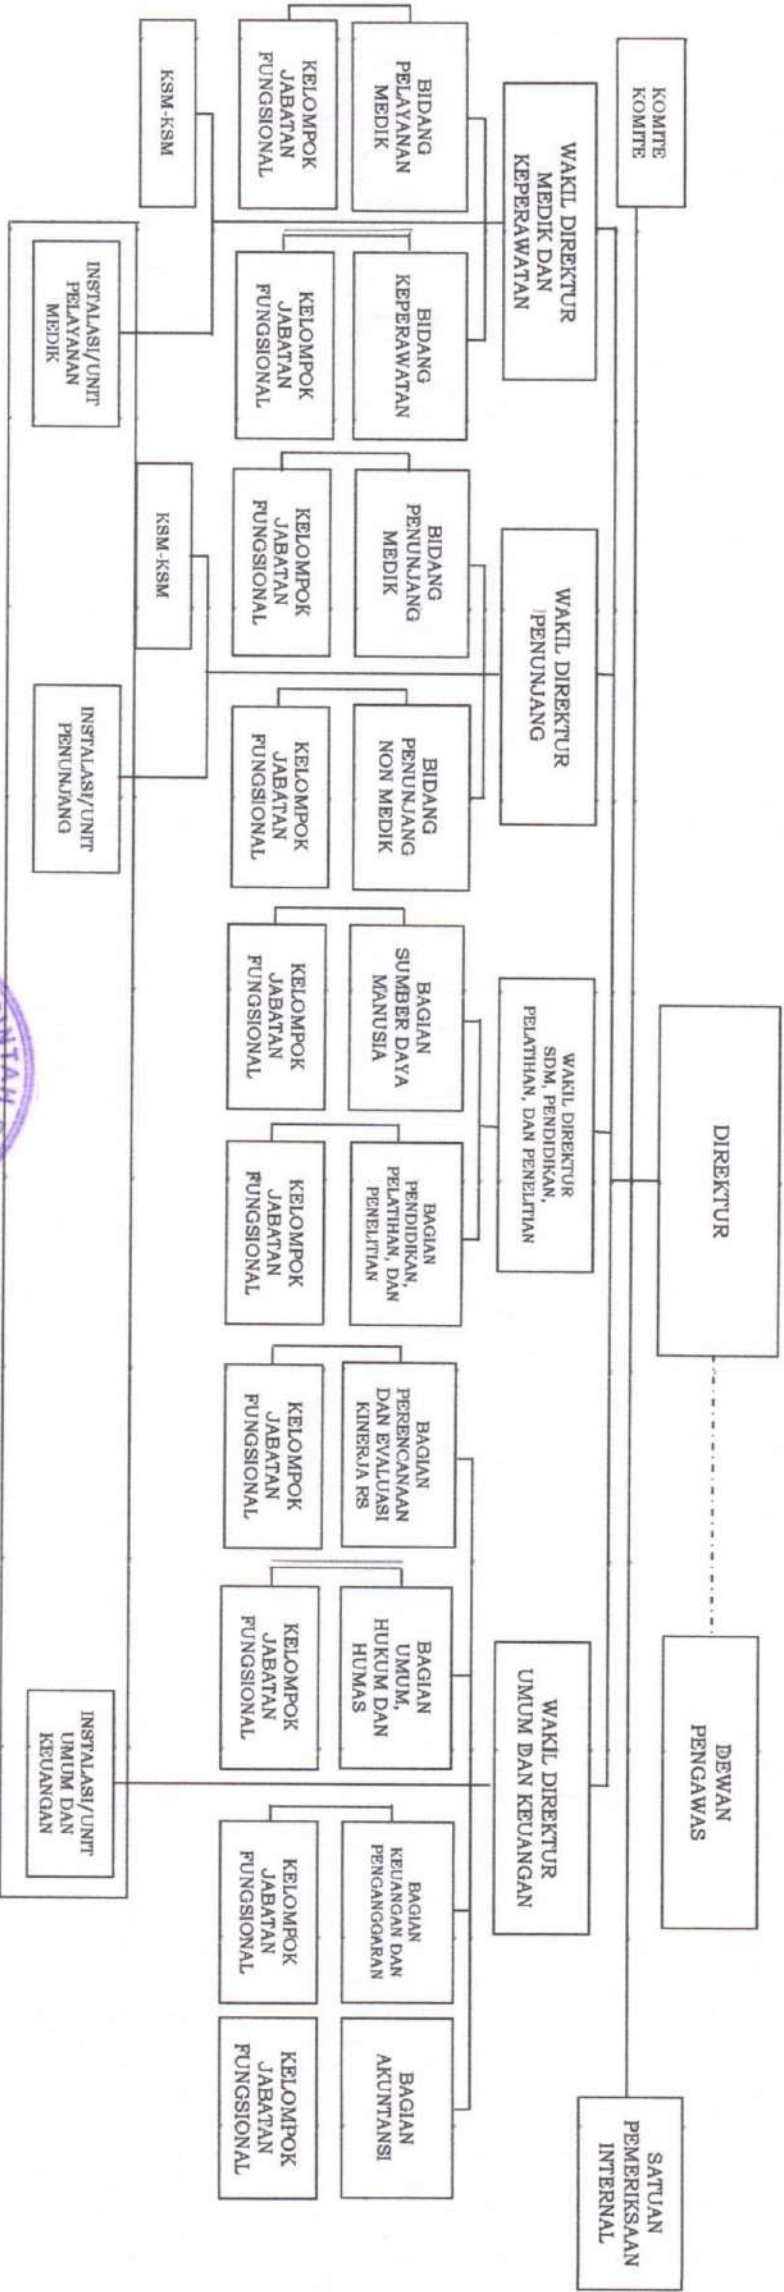 DIREKTUR
DEWAN
PENGAWAS
KOMITE
KOMITE
SATUAN
PEMERIKSAAN
INTERNAL
WAKIL DIREKTUR
MEDIK DAN
KEPERAWATAN
WAKIL DIREKTUR
PENUNJANG
WAKIL DIREKTUR
SDM, PENDIDIKAN,
PELATIHAN, DAN PENELITIAN
WAKIL DIREKTUR
UMUM DAN KEUANGAN
BIDANG
PELAYANAN
MEDIK
BIDANG
KEPERAWATAN
BIDANG
PENUNJANG
MEDIK
BIDANG
PENUNJANG
NON MEDIK
BAGIAN
SUMBER DAYA
MANUSIA
BAGIAN
PENDIDIKAN,
PELATIHAN, DAN
PENELITIAN
BAGIAN
PERENCANAAN
DAN EVALUASI
KINERJA RS
BAGIAN
UMUM,
HUKUM DAN
HUMAS
BAGIAN
KEUANGAN DAN
PENGANGGARAN
BAGIAN
AKUNTANSI
KELOMPOK
JABATAN
FUNGSIONAL
KELOMPOK
JABATAN
FUNGSIONAL
KELOMPOK
JABATAN
FUNGSIONAL
KELOMPOK
JABATAN
FUNGSIONAL
KELOMPOK
JABATAN
FUNGSIONAL
KELOMPOK
JABATAN
FUNGSIONAL
KELOMPOK
JABATAN
FUNGSIONAL
KELOMPOK
JABATAN
FUNGSIONAL
KELOMPOK
JABATAN
FUNGSIONAL
KELOMPOK
JABATAN
FUNGSIONAL
KSM-KSM
KSM-KSM
INSTALASI/UNIT
PELAYANAN
MEDIK
INSTALASI/UNIT
PENUNJANG
INSTALASI/UNIT
UMUM DAN
KEUANGAN